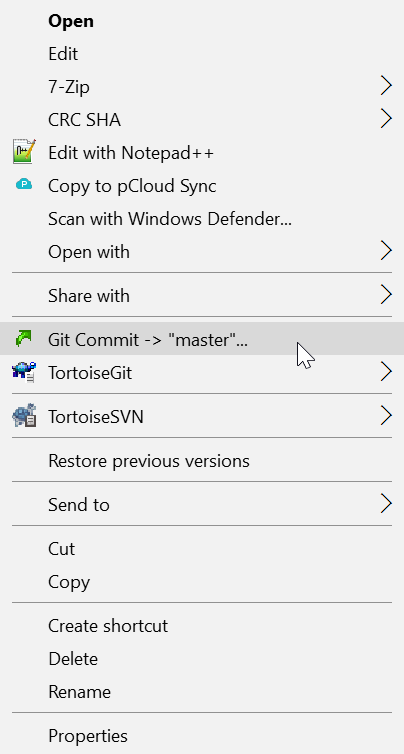 Open
Edit
7-Zip
CRC SHA
Edit with Notepad++
Copy to pCloud Sync
Scan with Windows Defender...
Open with
Share with
Git Commit -> "master"...
TortoiseGit
TortoiseSVN
Restore previous versions
Send to
Cut
Copy
Create shortcut
Delete
Rename
Properties